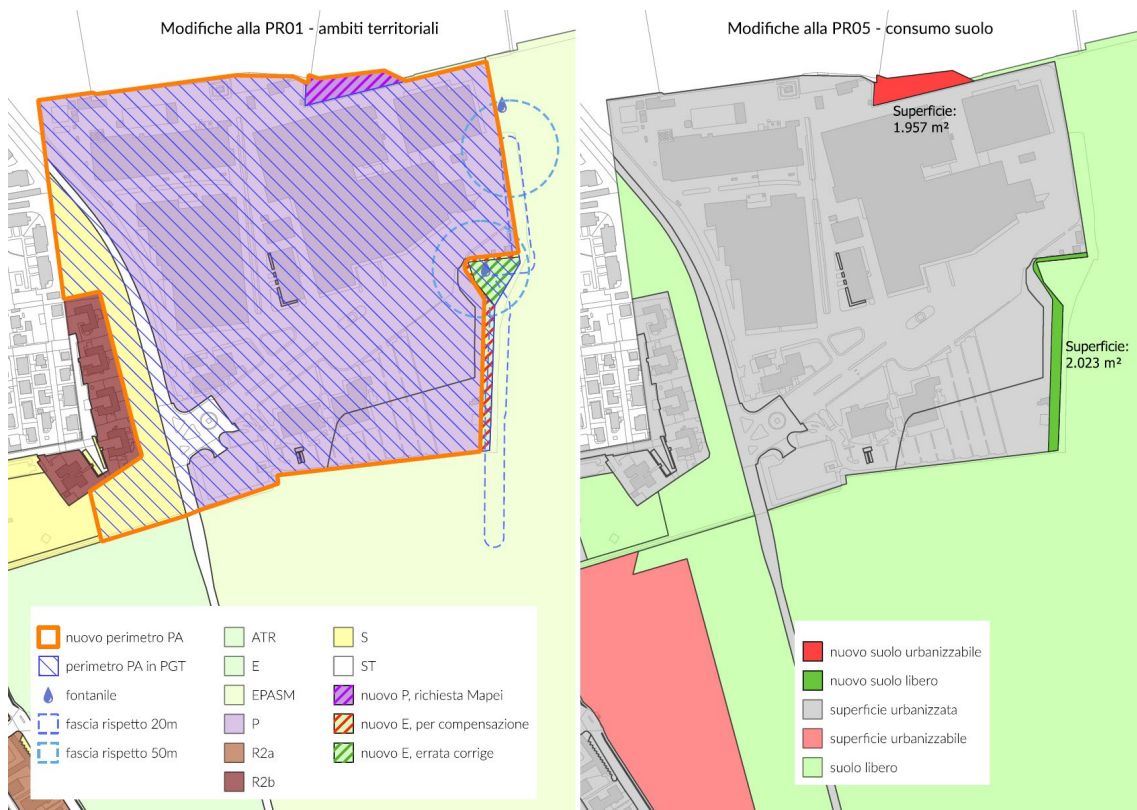 Modifiche alla PR01 - ambiti territoriali
nuovo perimetro PA
perimetro PA in PGT
fontanile
fascia rispetto 20m
fascia rispetto 50m
ATR
E
EPASM
P
R2a
R2b
S
ST
nuovo P, richiesta Mapei
nuovo E, per compensazione
nuovo E, errata corrige
Modifiche alla PR05 - consumo suolo
Superficie:
1.957 m²
Superficie:
2.023 m²
nuovo suolo urbanizzabile
nuovo suolo libero
superficie urbanizzata
superficie urbanizzabile
suolo libero